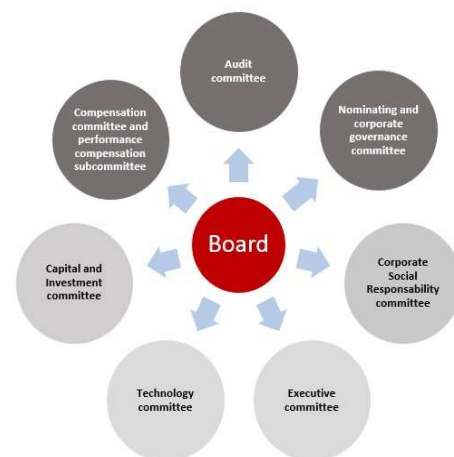 Audit
committee
Compensation
committee and
performance
compensation
subcommittee
Nominating and
corporate
governance
committee
Board
Capital and
Investment
committee
Corporate
Social
Responsability
committee
Technology
committee
Executive
committee